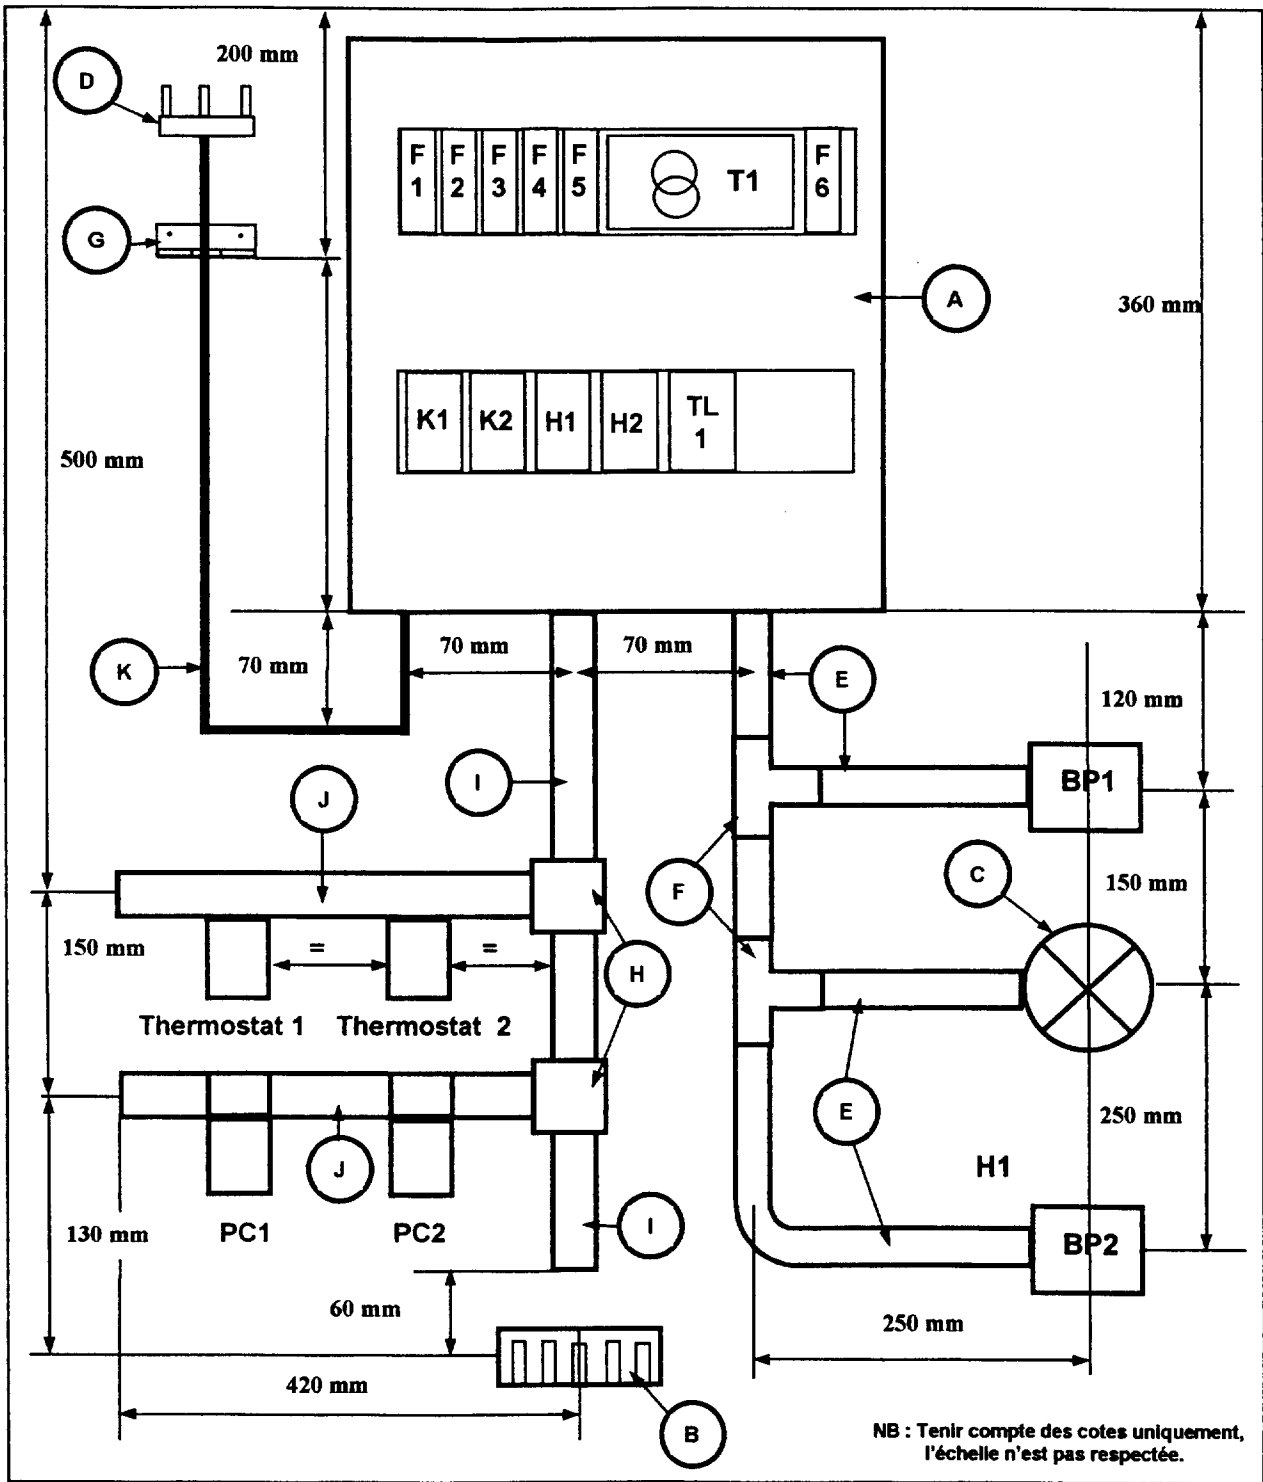 200 mm
D
F
1
F
2
F
3
F
4
F
5
T1
F
6
G
A
360 mm
K1
K2
H1
H2
TL
1
500 mm
K
70 mm
70 mm
70 mm
E
120 mm
I
BP1
J
F
C
150 mm
150 mm
=
=
H
Thermostat 1
Thermostat 2
E
250 mm
J
H1
130 mm
PC1
PC2
I
BP2
60 mm
250 mm
420 mm
B
NB : Tenir compte des cotes uniquement,
l'échelle n'est pas respectée.